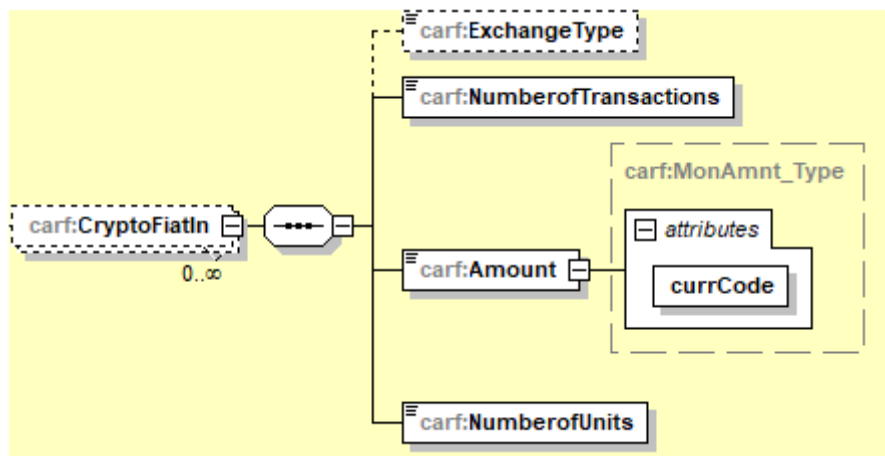 carf:ExchangeType
carf:NumberofTransactions
carf:MonAmnt_Type
attributes
carf:CryptoFiatIn
0..∞
carf:Amount
currCode
carf:NumberofUnits